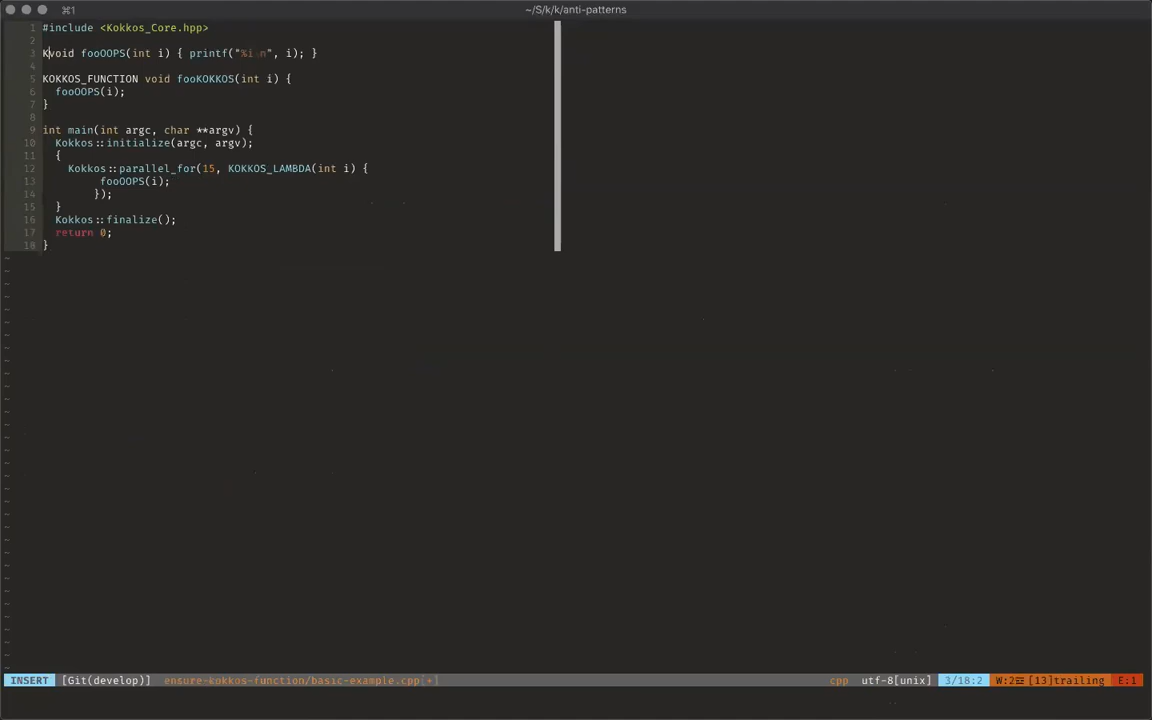 ⌘1
~/S/k/k/anti-patterns
1 #include <Kokkos_Core.hpp>
2
3 Kvoid fooOOPS(int i) { printf("%i\n", i); }
4
5 KOKKOS_FUNCTION void fooKOKKOS(int i) {
6 fooOOPS(i);
7 }
8
9 int main(int argc, char **argv) {
10 Kokkos::initialize(argc, argv);
11 {
12 Kokkos::parallel_for(15, KOKKOS_LAMBDA(int i) {
13 fooOOPS(i);
14 });
15 }
16 Kokkos::finalize();
17 return 0;
18 }
INSERT [Git(develop)] ensure-kokkos-function/basic-example.cpp[+] cpp utf-8[unix] 3/18:2 W:2☲ [13]trailing E:1